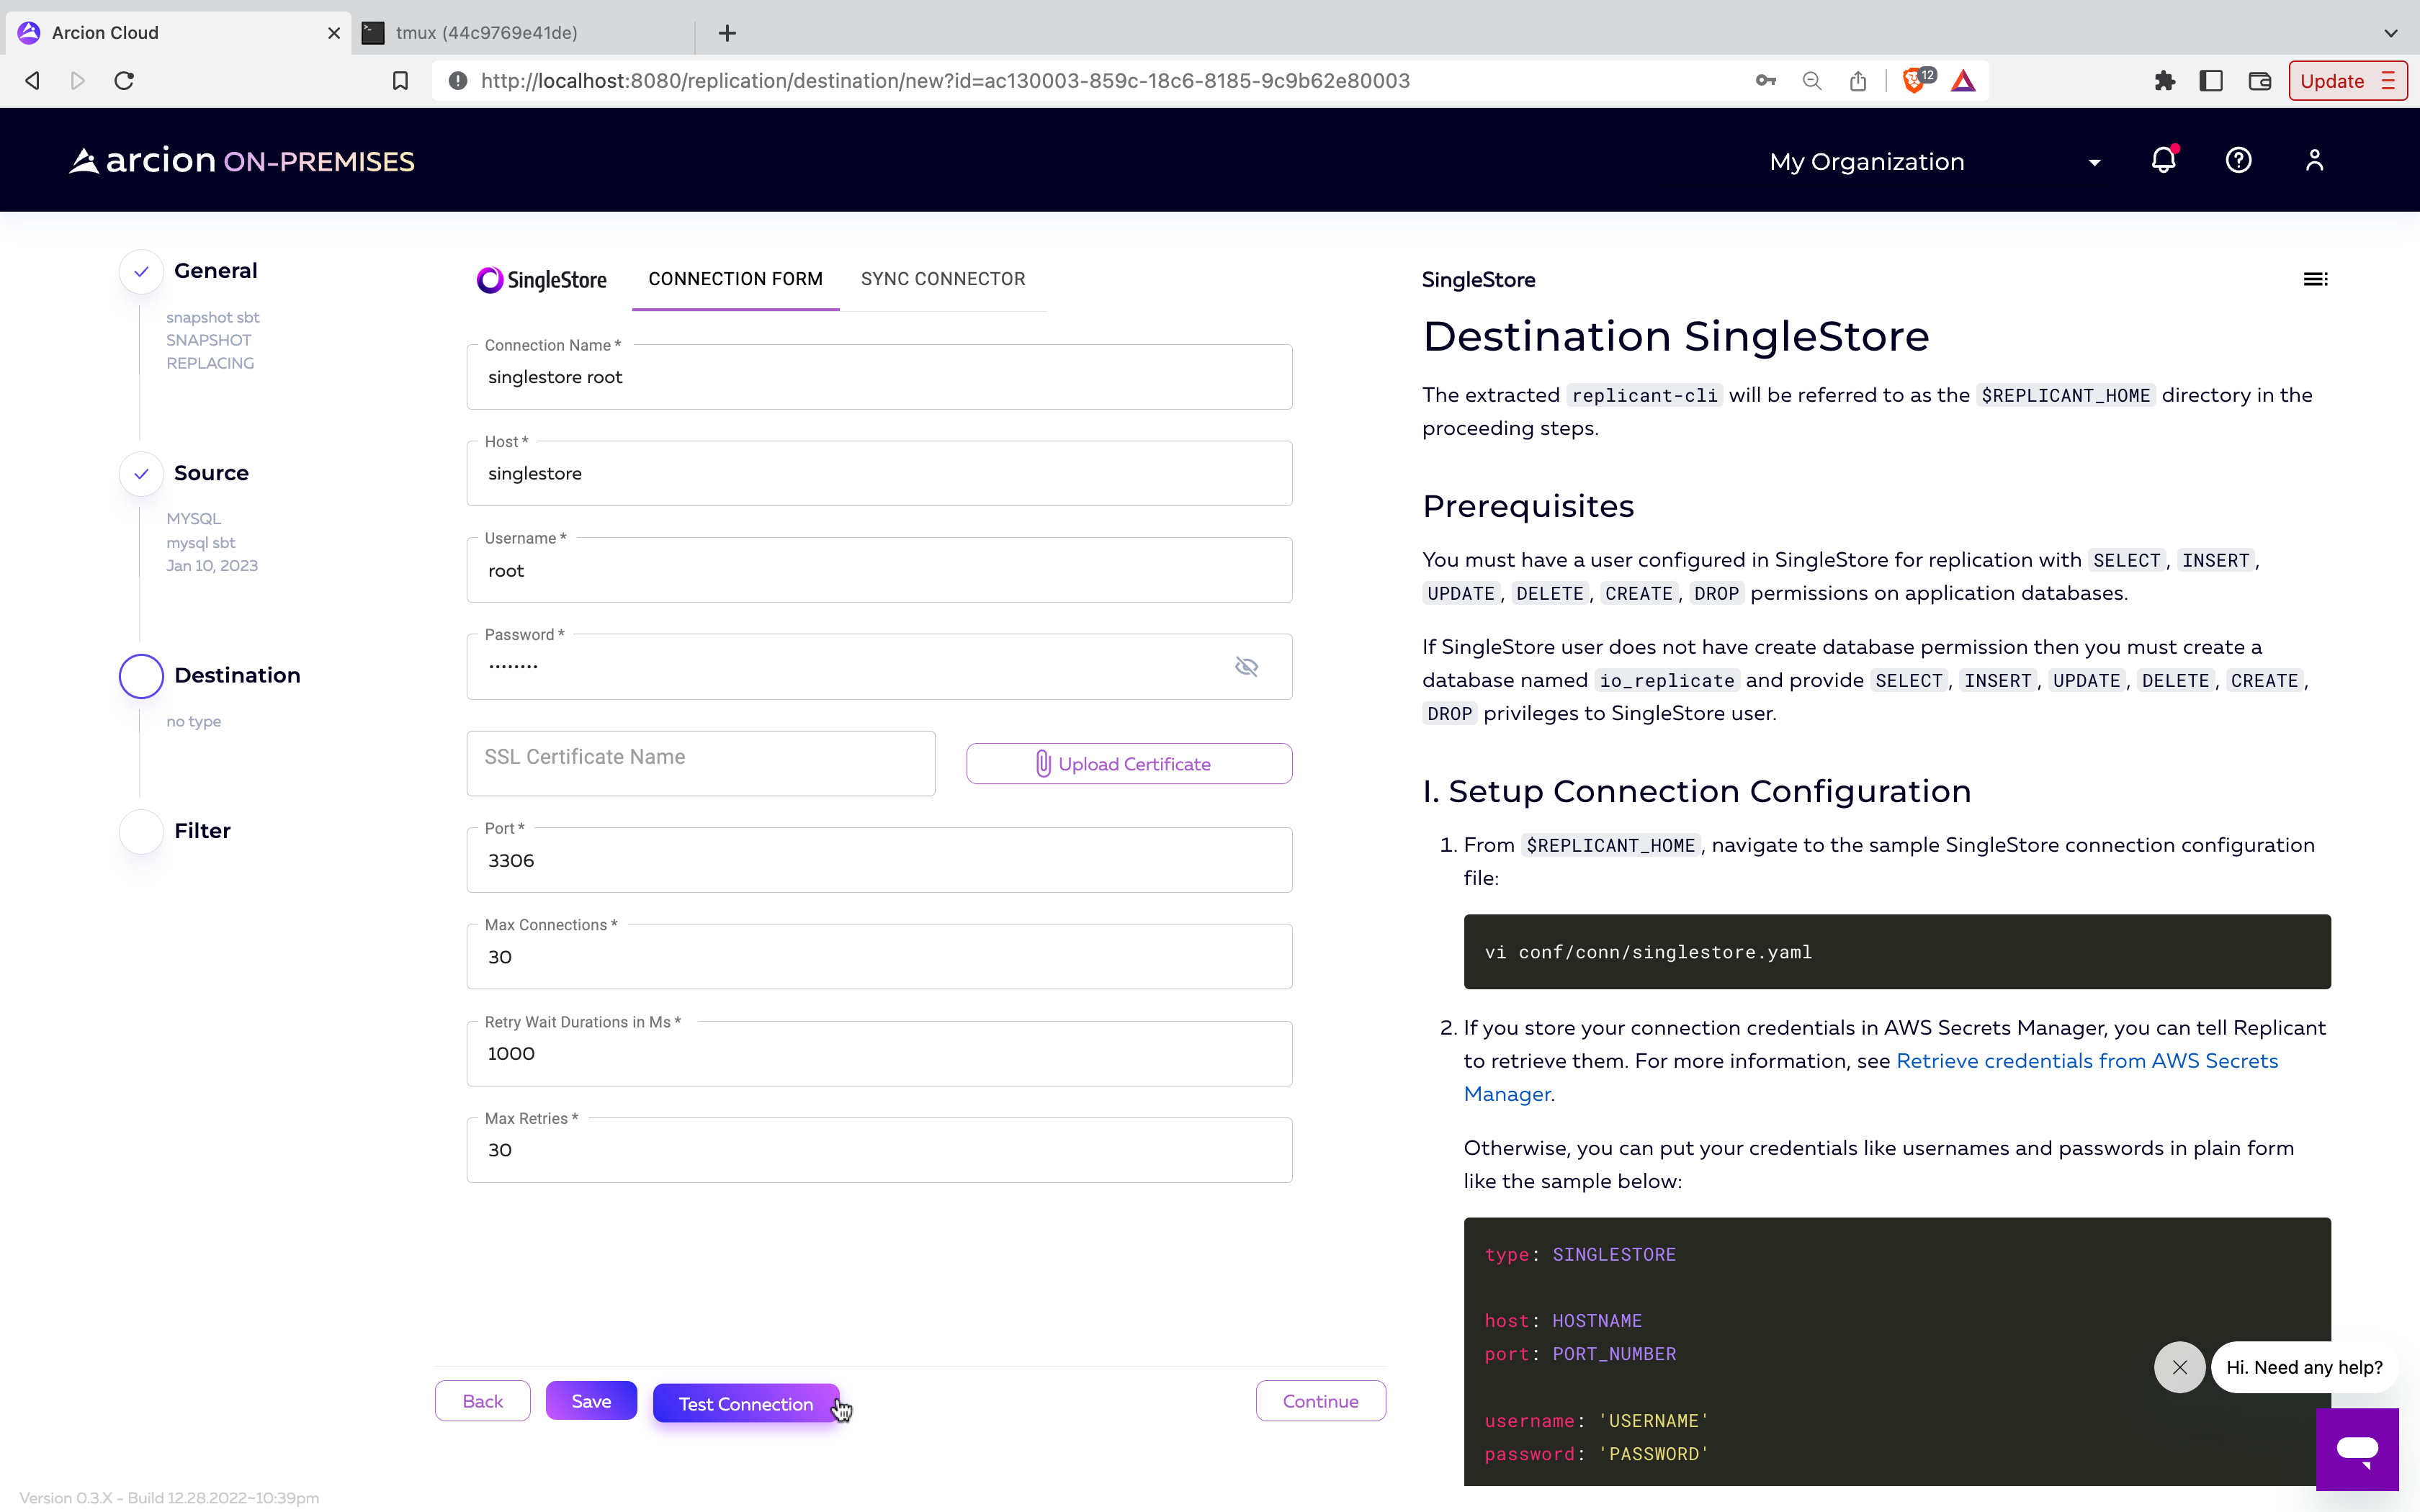 Arcion Cloud
tmux (44c9769e41de)
http://localhost:8080/replication/destination/new?id=ac130003-859c-18c6-8185-9c9b62e80003
12
Update
arcion ON-PREMISES
My Organization
General
snapshot sbt
SNAPSHOT
REPLACING
Source
MYSQL
mysql sbt
Jan 10, 2023
Destination
no type
Filter
SingleStore
CONNECTION FORM
SYNC CONNECTOR
Connection Name *
singlestore root
Host *
singlestore
Username *
root
Password *
••••••••
SSL Certificate Name
Upload Certificate
Port *
3306
Max Connections *
30
Retry Wait Durations in Ms *
1000
Max Retries *
30
Back
Save
Test Connection
Continue
SingleStore
Destination SingleStore
The extracted replicant-cli will be referred to as the $REPLICANT_HOME directory in the
proceeding steps.
Prerequisites
You must have a user configured in SingleStore for replication with SELECT, INSERT,
UPDATE, DELETE, CREATE, DROP permissions on application databases.
If SingleStore user does not have create database permission then you must create a
database named io_replicate and provide SELECT, INSERT, UPDATE, DELETE, CREATE,
DROP privileges to SingleStore user.
I. Setup Connection Configuration
1. From $REPLICANT_HOME, navigate to the sample SingleStore connection configuration
file:
vi conf/conn/singlestore.yaml
2. If you store your connection credentials in AWS Secrets Manager, you can tell Replicant
to retrieve them. For more information, see Retrieve credentials from AWS Secrets
Manager.
Otherwise, you can put your credentials like usernames and passwords in plain form
like the sample below:
type: SINGLESTORE
host: HOSTNAME
port: PORT_NUMBER
username: 'USERNAME'
password: 'PASSWORD'
Hi. Need any help?
Version 0.3.X - Build 12.28.2022~10:39pm